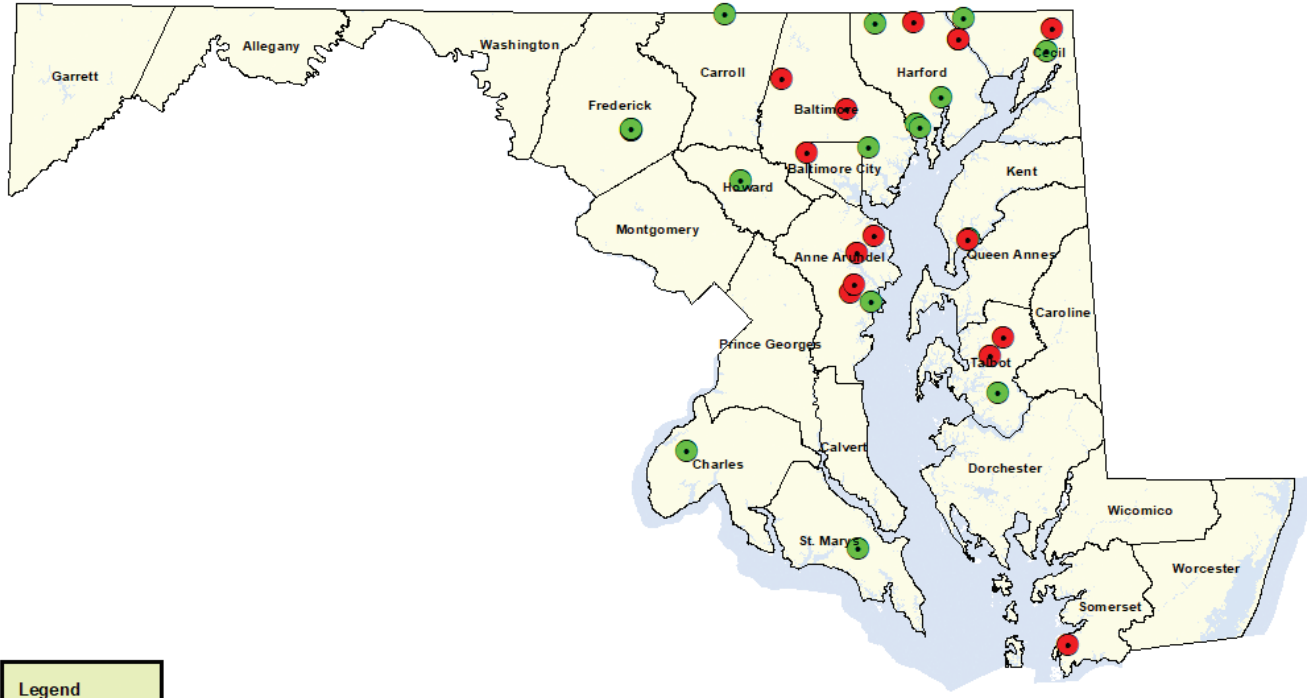 Allegany
Washington
Garrett
Carroll
Harford
Cecil
Frederick
Baltimore
Baltimore City
Kent
Howard
Montgomery
Anne Arundel
Queen Annes
Caroline
Prince Georges
Talbot
Calvert
Charles
Dorchester
Wicomico
St. Marys
Worcester
Somerset
Legend